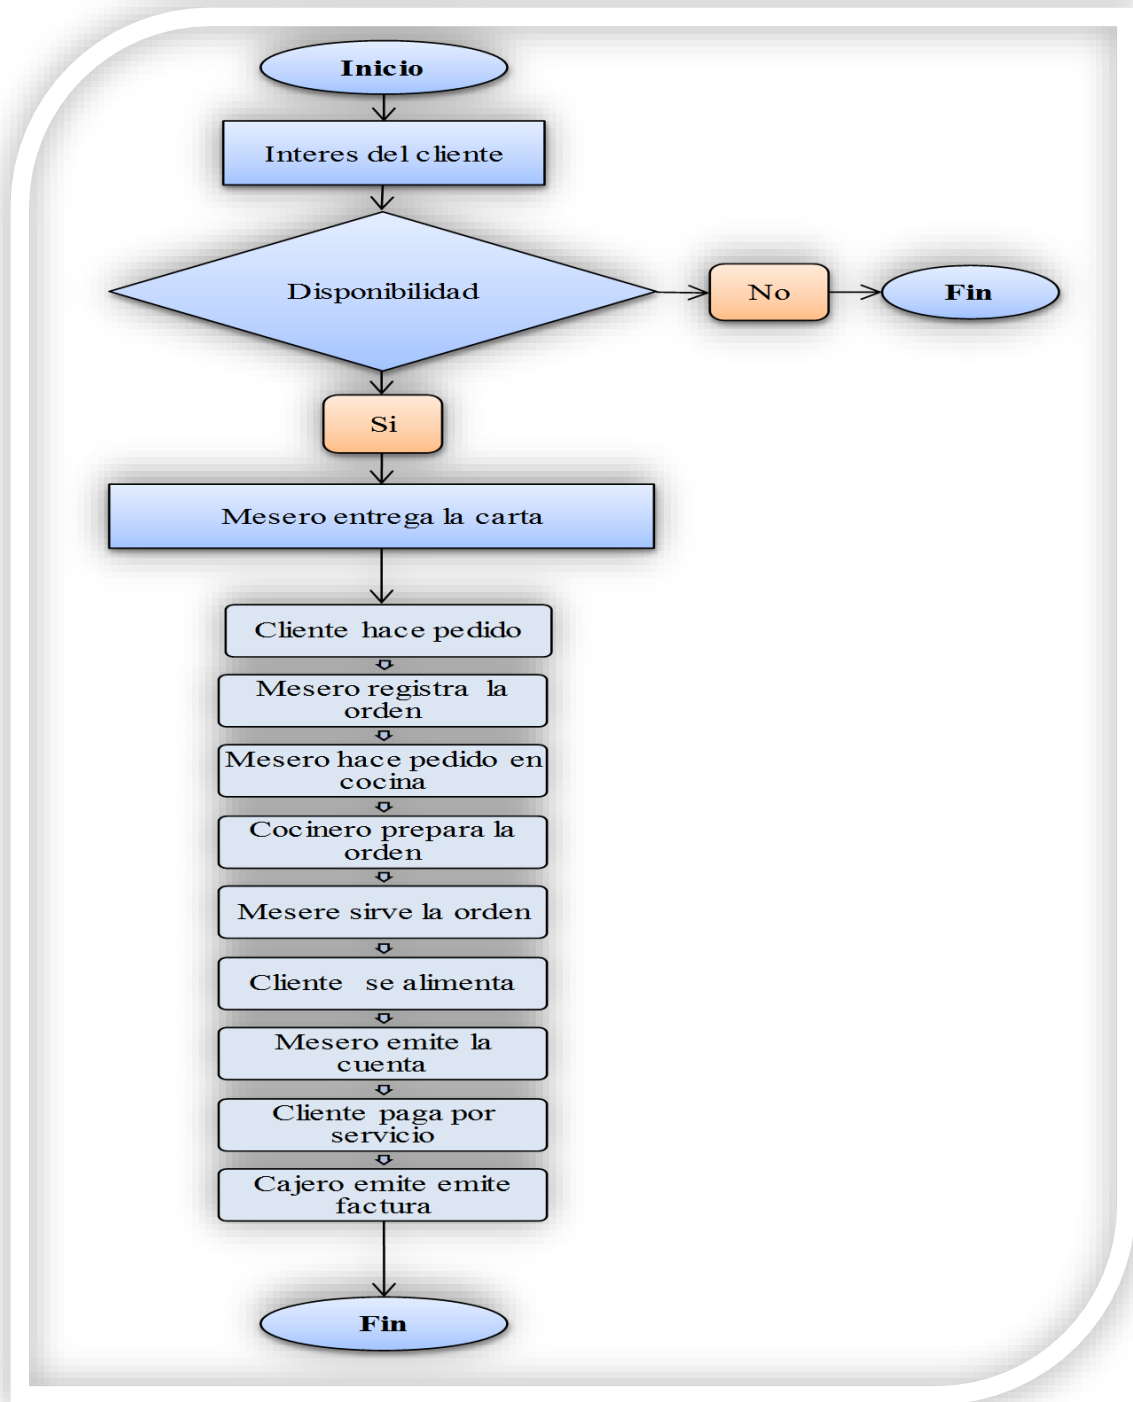 Inicio
Interes del cliente
Disponibilidad
No
Fin
Si
Mesero entrega la carta
Cliente hace pedido
Mesero registra la
orden
Mesero hace pedido en
cocina
Cocinero prepara la
orden
Mesere sirve la orden
Cliente se alimenta
Mesero emite la
cuenta
Cliente paga por
servicio
Cajero emite emite
factura
Fin